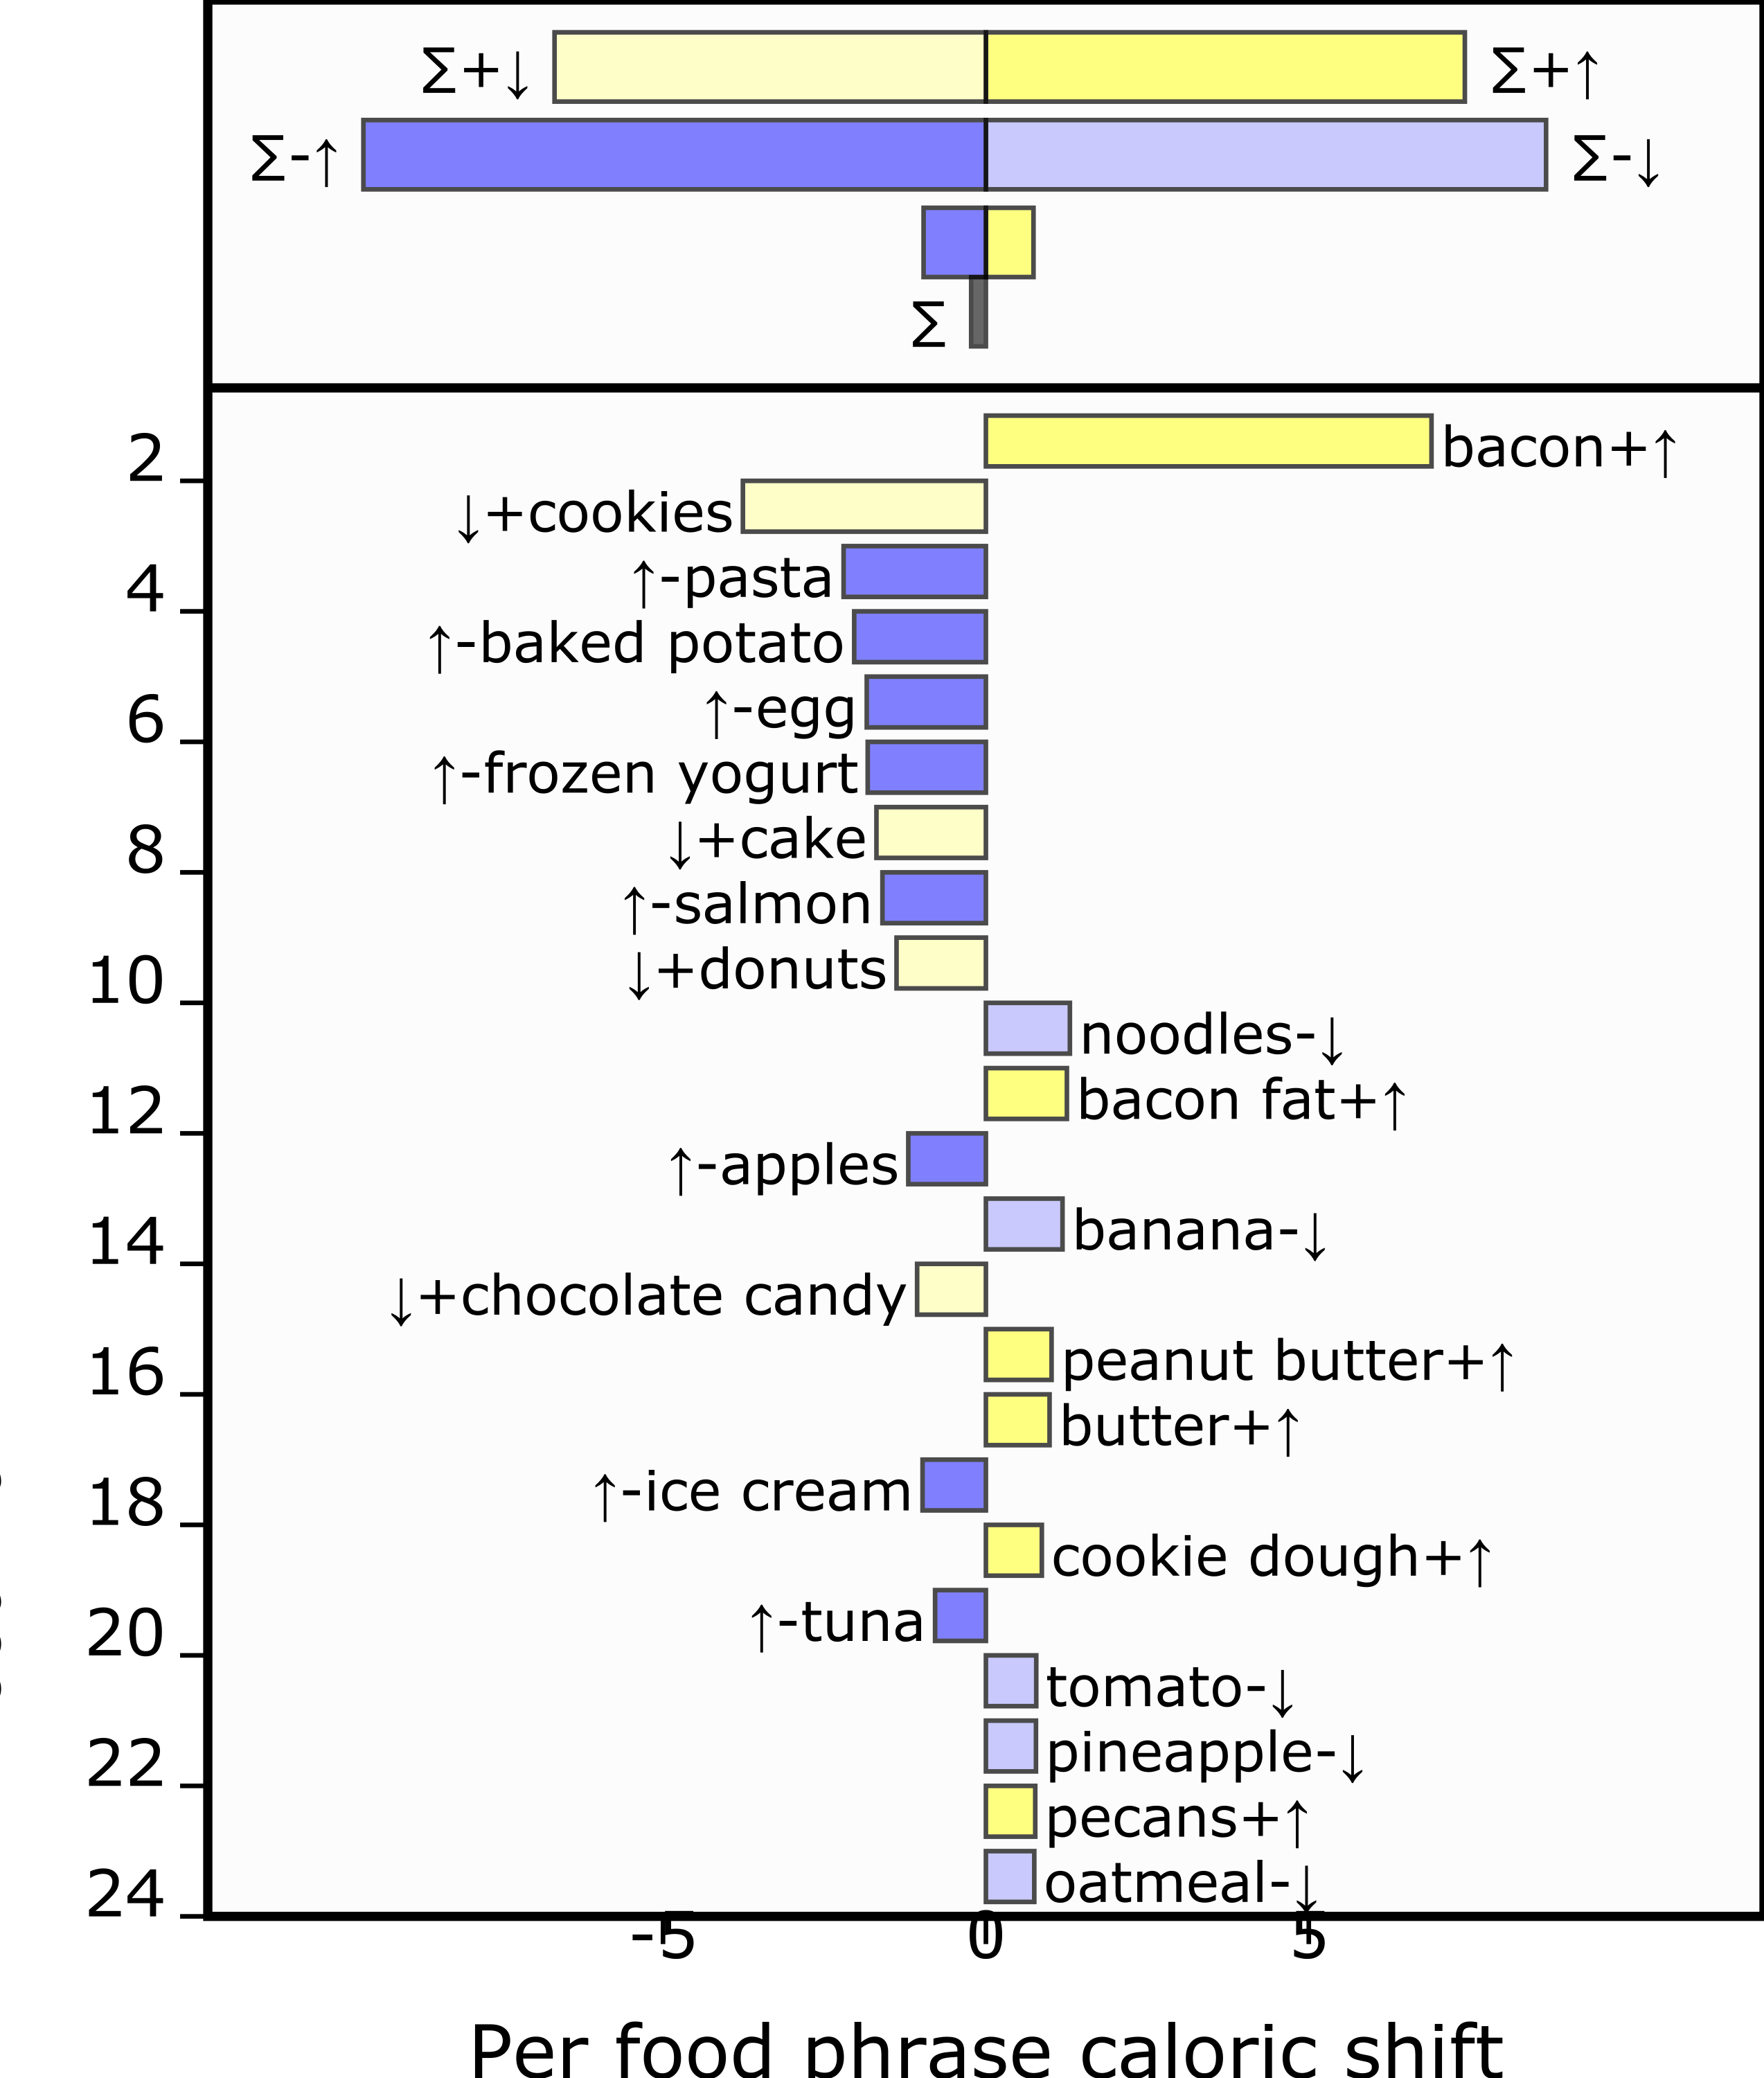 ∑+↓ ∑+↑
∑-↑ ∑-↓
∑
2 bacon+↑
↓+cookies
4 ↑-pasta
↑-baked potato
6 ↑-egg
↑-frozen yogurt
8 ↓+cake
↑-salmon
10 ↓+donuts
noodles-↓
12 bacon fat+↑
↑-apples
14 banana-↓
↓+chocolate candy
16 peanut butter+↑
butter+↑
18 ↑-ice cream
cookie dough+↑
20 ↑-tuna
tomato-↓
22 pineapple-↓
pecans+↑
24 oatmeal-↓
-5 0 5
Per food phrase caloric shift